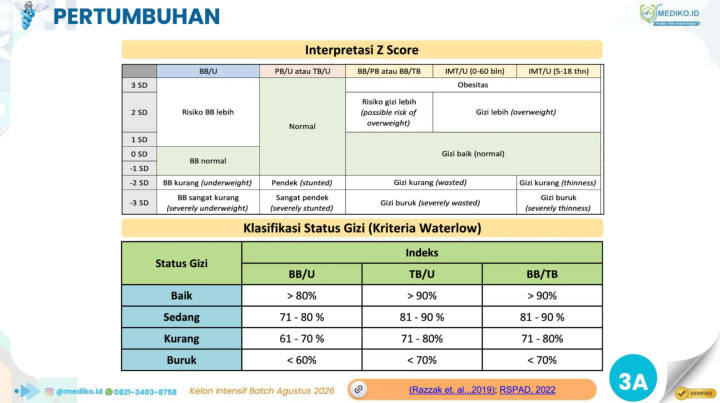 PERTUMBUHAN
MEDIKO.ID
Interpretasi Z Score
BB/U PB/U atau TB/U BB/PB atau BB/TB IMT/U (0-60 bln) IMT/U (5-18 thn)
3 SD Obesitas
2 SD Risiko BB lebih Normal Risiko gizi lebih (possible risk of overweight) Gizi lebih (overweight)
1 SD
0 SD BB normal Gizi baik (normal)
-1 SD
-2 SD BB kurang (underweight) Pendek (stunted) Gizi kurang (wasted) Gizi kurang (thinness)
-3 SD BB sangat kurang (severely underweight) Sangat pendek (severely stunted) Gizi buruk (severely wasted) Gizi buruk (severely thinness)
Klasifikasi Status Gizi (Kriteria Waterlow)
Status Gizi Indeks
BB/U TB/U BB/TB
Baik > 80% > 90% > 90%
Sedang 71 - 80 % 81 - 90 % 81 - 90 %
Kurang 61 - 70 % 71 - 80% 71 - 80%
Buruk < 60% < 70% < 70%
@mediko.id 0821-3403-8758 Kelon Intensif Batch Agustus 2026 (Razzak et. al..,2019); RSPAD, 2022
3A
VERIFIED